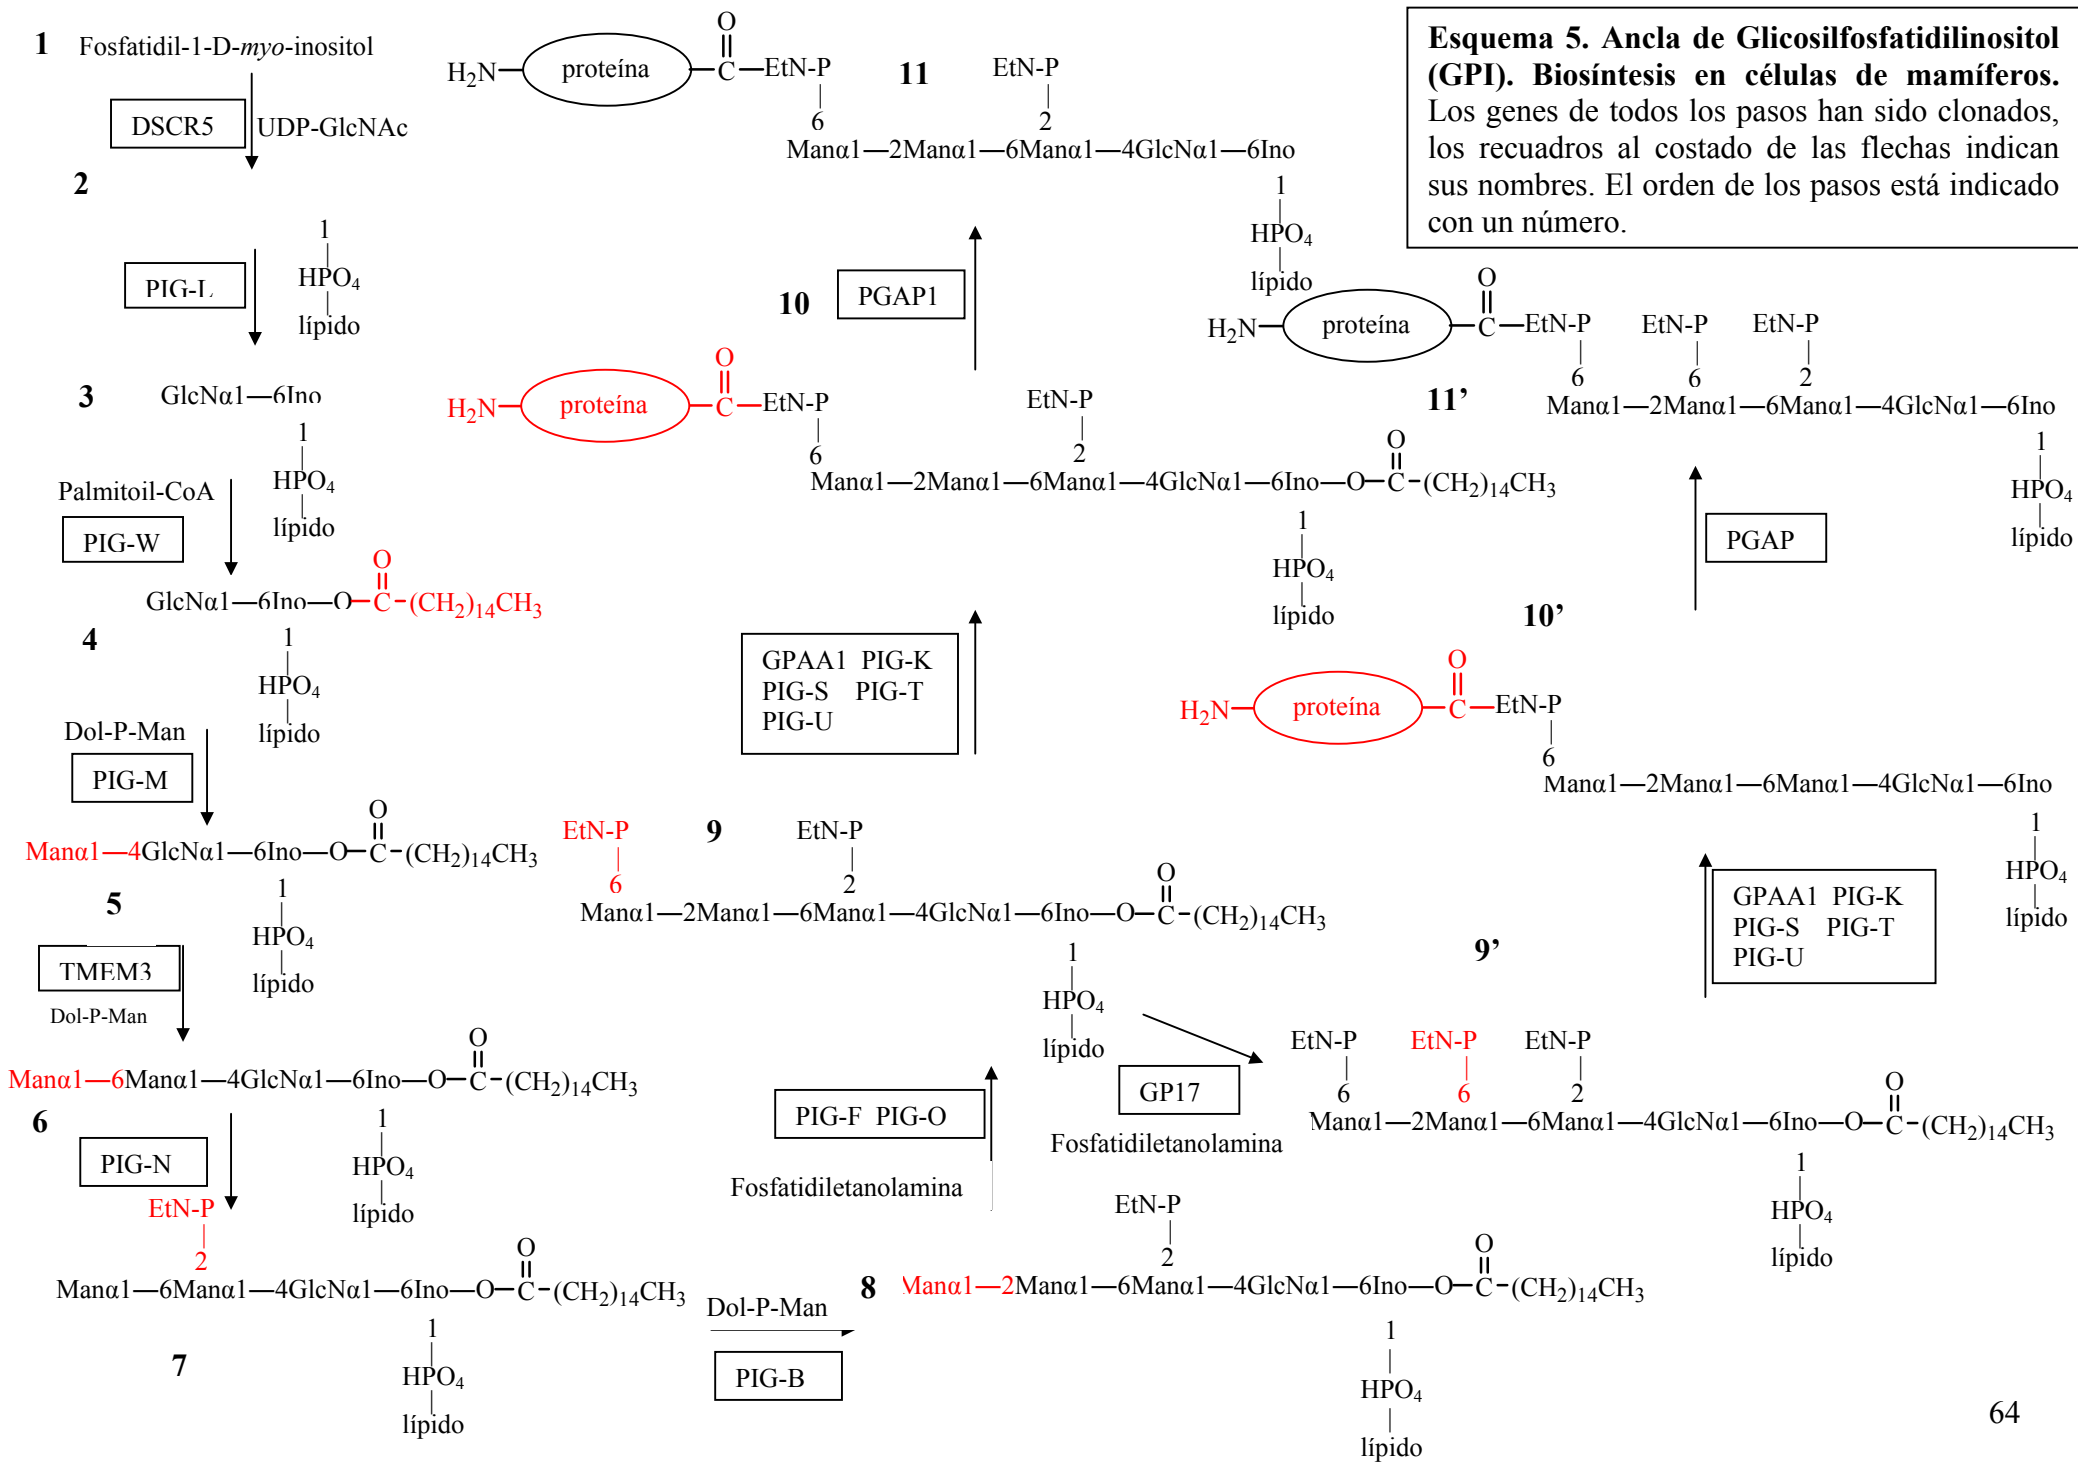 Esquema 5. Ancla de Glicosilfosfatidilinositol
(GPI). Biosíntesis en células de mamíferos.
Los genes de todos los pasos han sido clonados,
los recuadros al costado de las flechas indican
sus nombres. El orden de los pasos está indicado
con un número.
1 Fosfatidil-1-D-myo-inositol
DSCR5 UDP-GlcNAc
2
1
HPO4
lípido
PIG-L
3
GlcNα1—6Ino
1
HPO4
lípido
Palmitoil-CoA
PIG-W
O
GlcNα1—6Ino—O—C-(CH2)14CH3
4
1
HPO4
lípido
Dol-P-Man
PIG-M
O
Manα1—4GlcNα1—6Ino—O—C-(CH2)14CH3
5
1
HPO4
lípido
TMEM3
Dol-P-Man
O
Manα1—6Manα1—4GlcNα1—6Ino—O—C-(CH2)14CH3
6
1
HPO4
lípido
PIG-N
EtN-P
2
O
Manα1—6Manα1—4GlcNα1—6Ino—O—C-(CH2)14CH3
7
1
HPO4
lípido
Dol-P-Man
PIG-B
8
EtN-P
2
O
Manα1—2Manα1—6Manα1—4GlcNα1—6Ino—O—C-(CH2)14CH3
1
HPO4
lípido
PIG-F PIG-O
Fosfatidiletanolamina
EtN-P 9 EtN-P
6 2
O
Manα1—2Manα1—6Manα1—4GlcNα1—6Ino—O—C-(CH2)14CH3
1
HPO4
lípido
GPAA1 PIG-K
PIG-S PIG-T
PIG-U
10
O
H2N— proteína —C—EtN-P EtN-P
6 2
O
Manα1—2Manα1—6Manα1—4GlcNα1—6Ino—O—C-(CH2)14CH3
1
HPO4
lípido
PGAP1
O
H2N— proteína —C—EtN-P 11 EtN-P
6 2
Manα1—2Manα1—6Manα1—4GlcNα1—6Ino
1
HPO4
lípido
GP17
Fosfatidiletanolamina
9’
EtN-P EtN-P EtN-P
6 6 2
O
Manα1—2Manα1—6Manα1—4GlcNα1—6Ino—O—C-(CH2)14CH3
1
HPO4
lípido
GPAA1 PIG-K
PIG-S PIG-T
PIG-U
10’
O
H2N— proteína —C—EtN-P
6
Manα1—2Manα1—6Manα1—4GlcNα1—6Ino
1
HPO4
lípido
PGAP
11’
O
H2N— proteína —C—EtN-P EtN-P EtN-P
6 6 2
Manα1—2Manα1—6Manα1—4GlcNα1—6Ino
1
HPO4
lípido
64